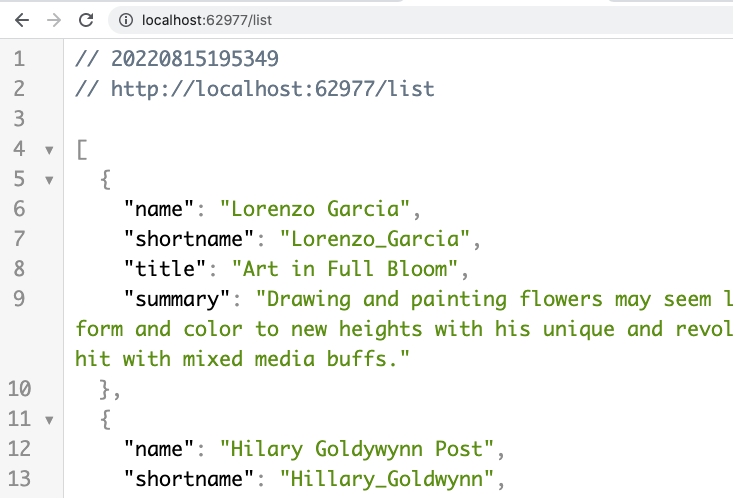 localhost:62977/list
1 // 20220815195349
2 // http://localhost:62977/list
3
4 [
5 {
6 "name": "Lorenzo Garcia",
7 "shortname": "Lorenzo_Garcia",
8 "title": "Art in Full Bloom",
9 "summary": "Drawing and painting flowers may seem
form and color to new heights with his unique and
hit with mixed media buffs."
10 },
11 {
12 "name": "Hilary Goldywynn Post",
13 "shortname": "Hillary_Goldwynn",